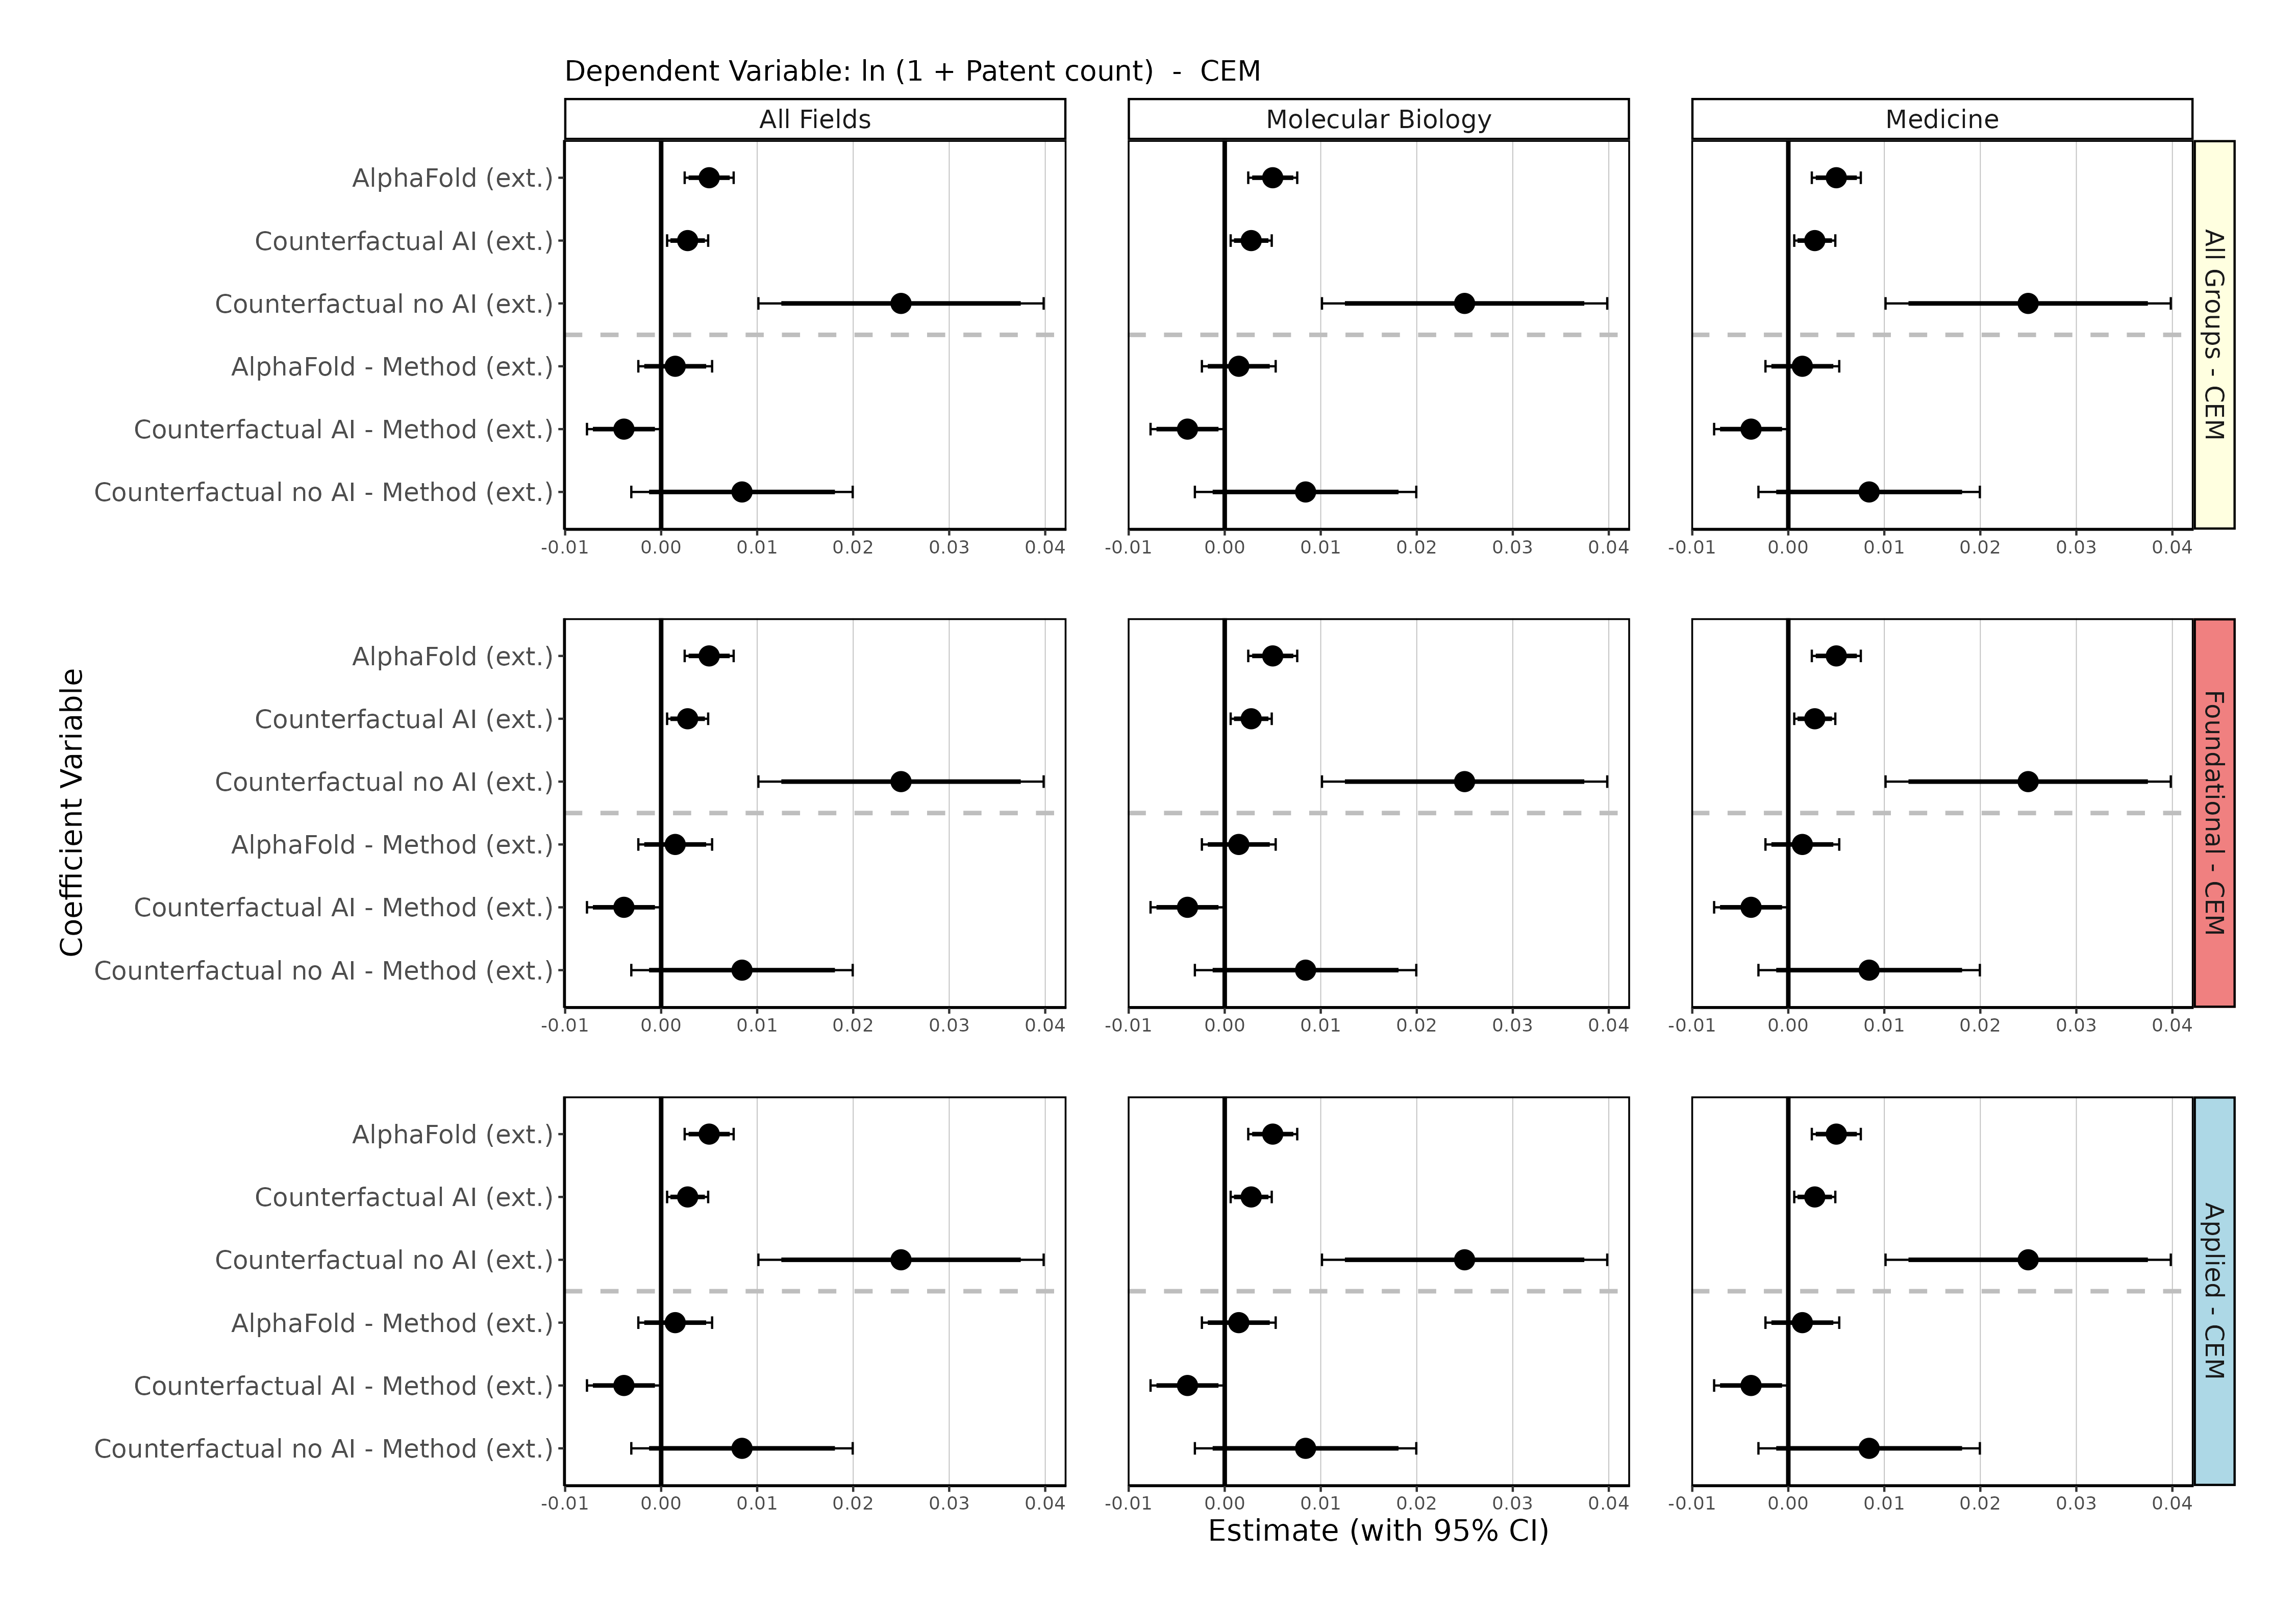 Dependent Variable: ln (1 + Patent count)  -  CEM
All Fields
Molecular Biology
Medicine
AlphaFold (ext.)
Counterfactual AI (ext.)
Counterfactual no AI (ext.)
AlphaFold - Method (ext.)
Counterfactual AI - Method (ext.)
Counterfactual no AI - Method (ext.)
All Groups - CEM
-0.01 0.00 0.01 0.02 0.03 0.04
-0.01 0.00 0.01 0.02 0.03 0.04
-0.01 0.00 0.01 0.02 0.03 0.04
Coefficient Variable
AlphaFold (ext.)
Counterfactual AI (ext.)
Counterfactual no AI (ext.)
AlphaFold - Method (ext.)
Counterfactual AI - Method (ext.)
Counterfactual no AI - Method (ext.)
Foundational - CEM
-0.01 0.00 0.01 0.02 0.03 0.04
-0.01 0.00 0.01 0.02 0.03 0.04
-0.01 0.00 0.01 0.02 0.03 0.04
AlphaFold (ext.)
Counterfactual AI (ext.)
Counterfactual no AI (ext.)
AlphaFold - Method (ext.)
Counterfactual AI - Method (ext.)
Counterfactual no AI - Method (ext.)
Applied - CEM
-0.01 0.00 0.01 0.02 0.03 0.04
-0.01 0.00 0.01 0.02 0.03 0.04
-0.01 0.00 0.01 0.02 0.03 0.04
Estimate (with 95% CI)